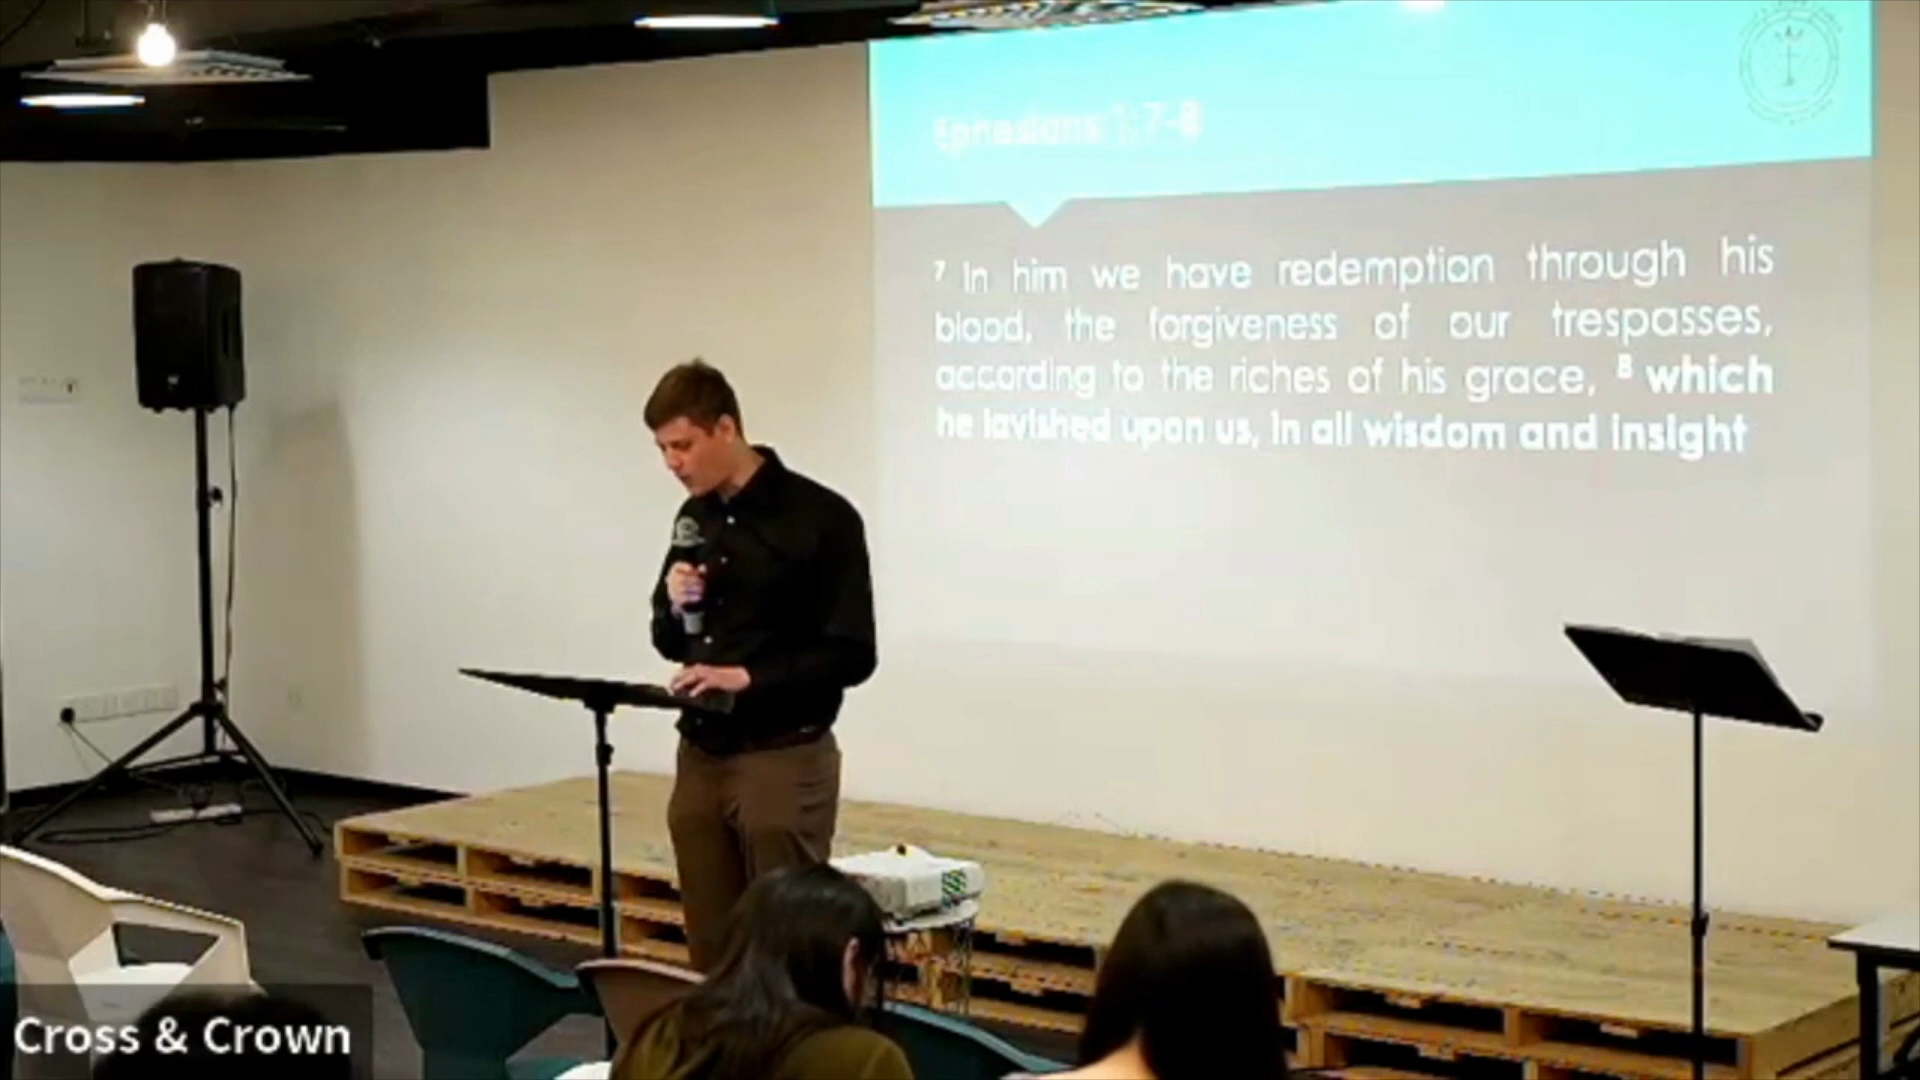 Ephesians 1:7-8
7 In him we have redemption through his
blood, the forgiveness of our trespasses,
according to the riches of his grace, 8 which
he lavished upon us, in all wisdom and insight
Cross & Crown